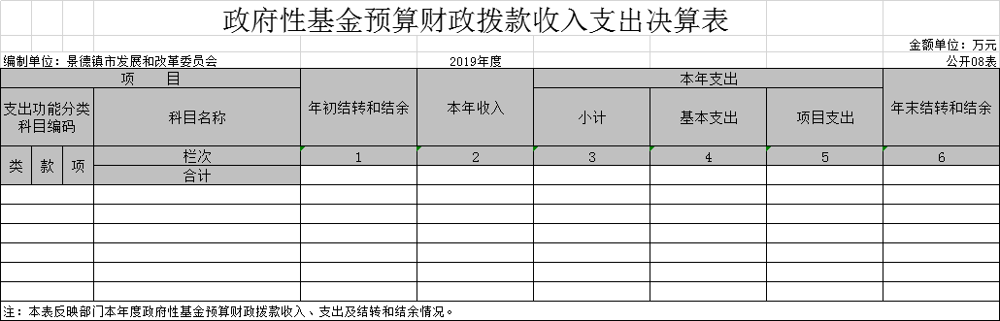 政府性基金预算财政拨款收入支出决算表
金额单位：万元
编制单位：景德镇市发展和改革委员会 2019年度 公开08表
项 目 年初结转和结余 本年收入 本年支出 年末结转和结余
支出功能分类
科目编码
科目名称 小计 基本支出 项目支出
类 款 项 栏次 1 2 3 4 5 6
合计
注：本表反映部门本年度政府性基金预算财政拨款收入、支出及结转和结余情况。